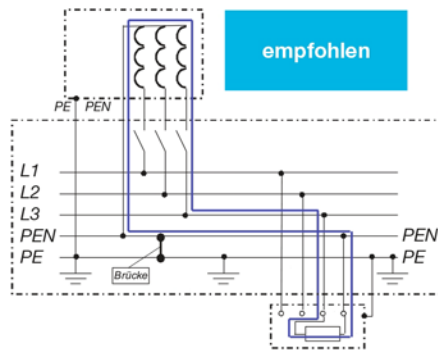 empfohlen
PE PEN
L1
L2
L3
PEN PEN
PE PE
Brücke